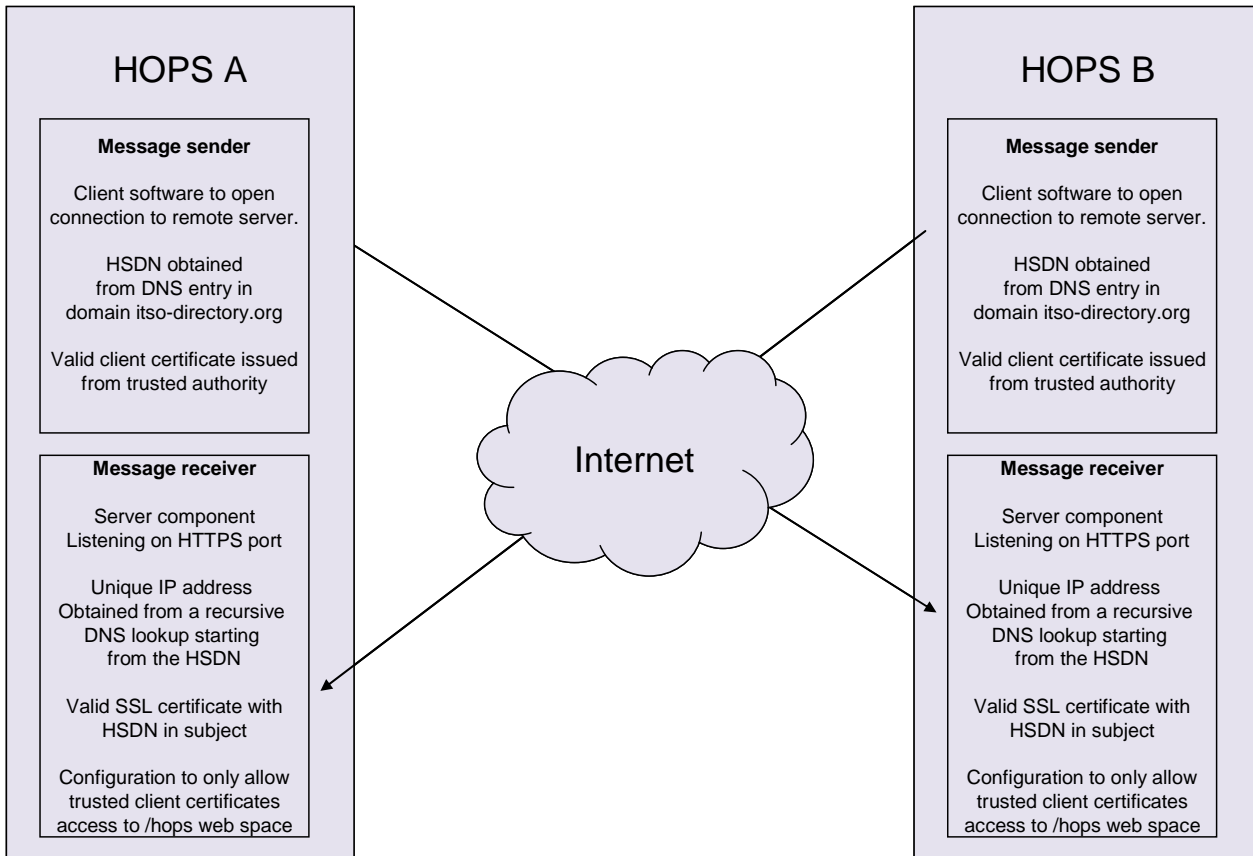 HOPS A
Message sender
Client software to open
connection to remote server.
HSDN obtained
from DNS entry in
domain itso-directory.org
Valid client certificate issued
from trusted authority
Message receiver
Server component
Listening on HTTPS port
Unique IP address
Obtained from a recursive
DNS lookup starting
from the HSDN
Valid SSL certificate with
HSDN in subject
Configuration to only allow
trusted client certificates
access to /hops web space
Internet
HOPS B
Message sender
Client software to open
connection to remote server.
HSDN obtained
from DNS entry in
domain itso-directory.org
Valid client certificate issued
from trusted authority
Message receiver
Server component
Listening on HTTPS port
Unique IP address
Obtained from a recursive
DNS lookup starting
from the HSDN
Valid SSL certificate with
HSDN in subject
Configuration to only allow
trusted client certificates
access to /hops web space